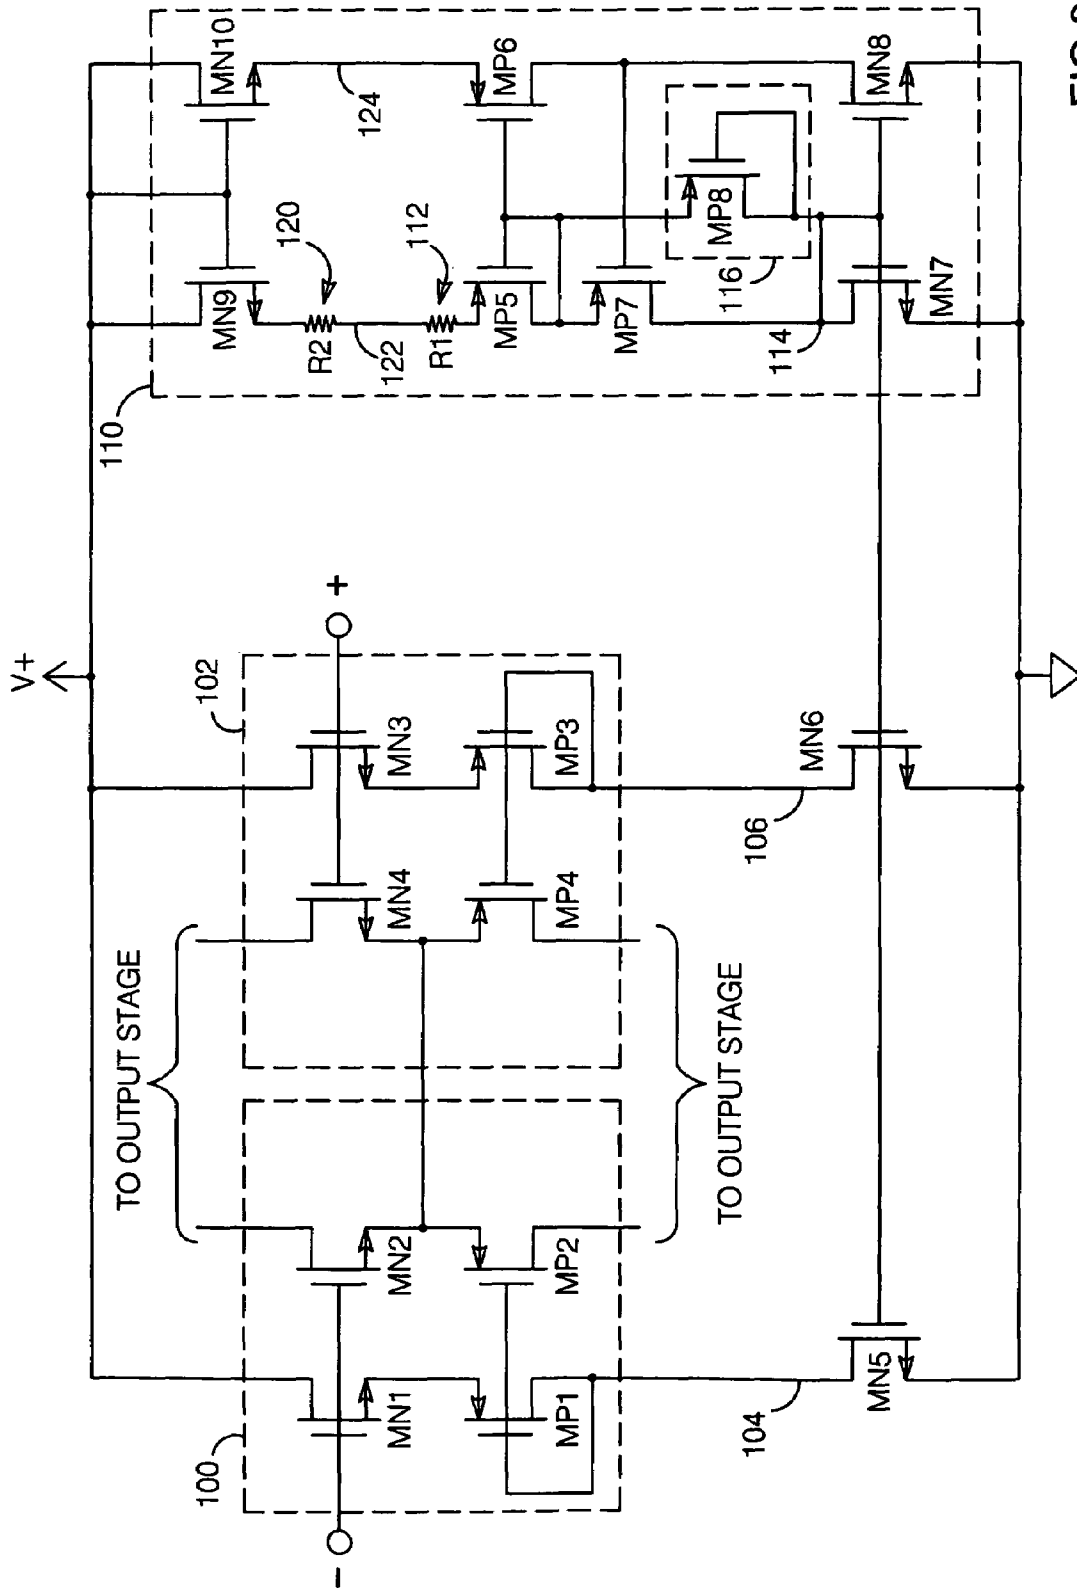 V+
TO OUTPUT STAGE
100
102
110
MN1
MN2
MN4
MN3
MN9
MN10
120
R2
122
124
112
R1
-
+
MP1
MP2
MP4
MP3
MP5
MP6
MP7
116
MP8
114
TO OUTPUT STAGE
104
106
MN5
MN6
MN7
MN8